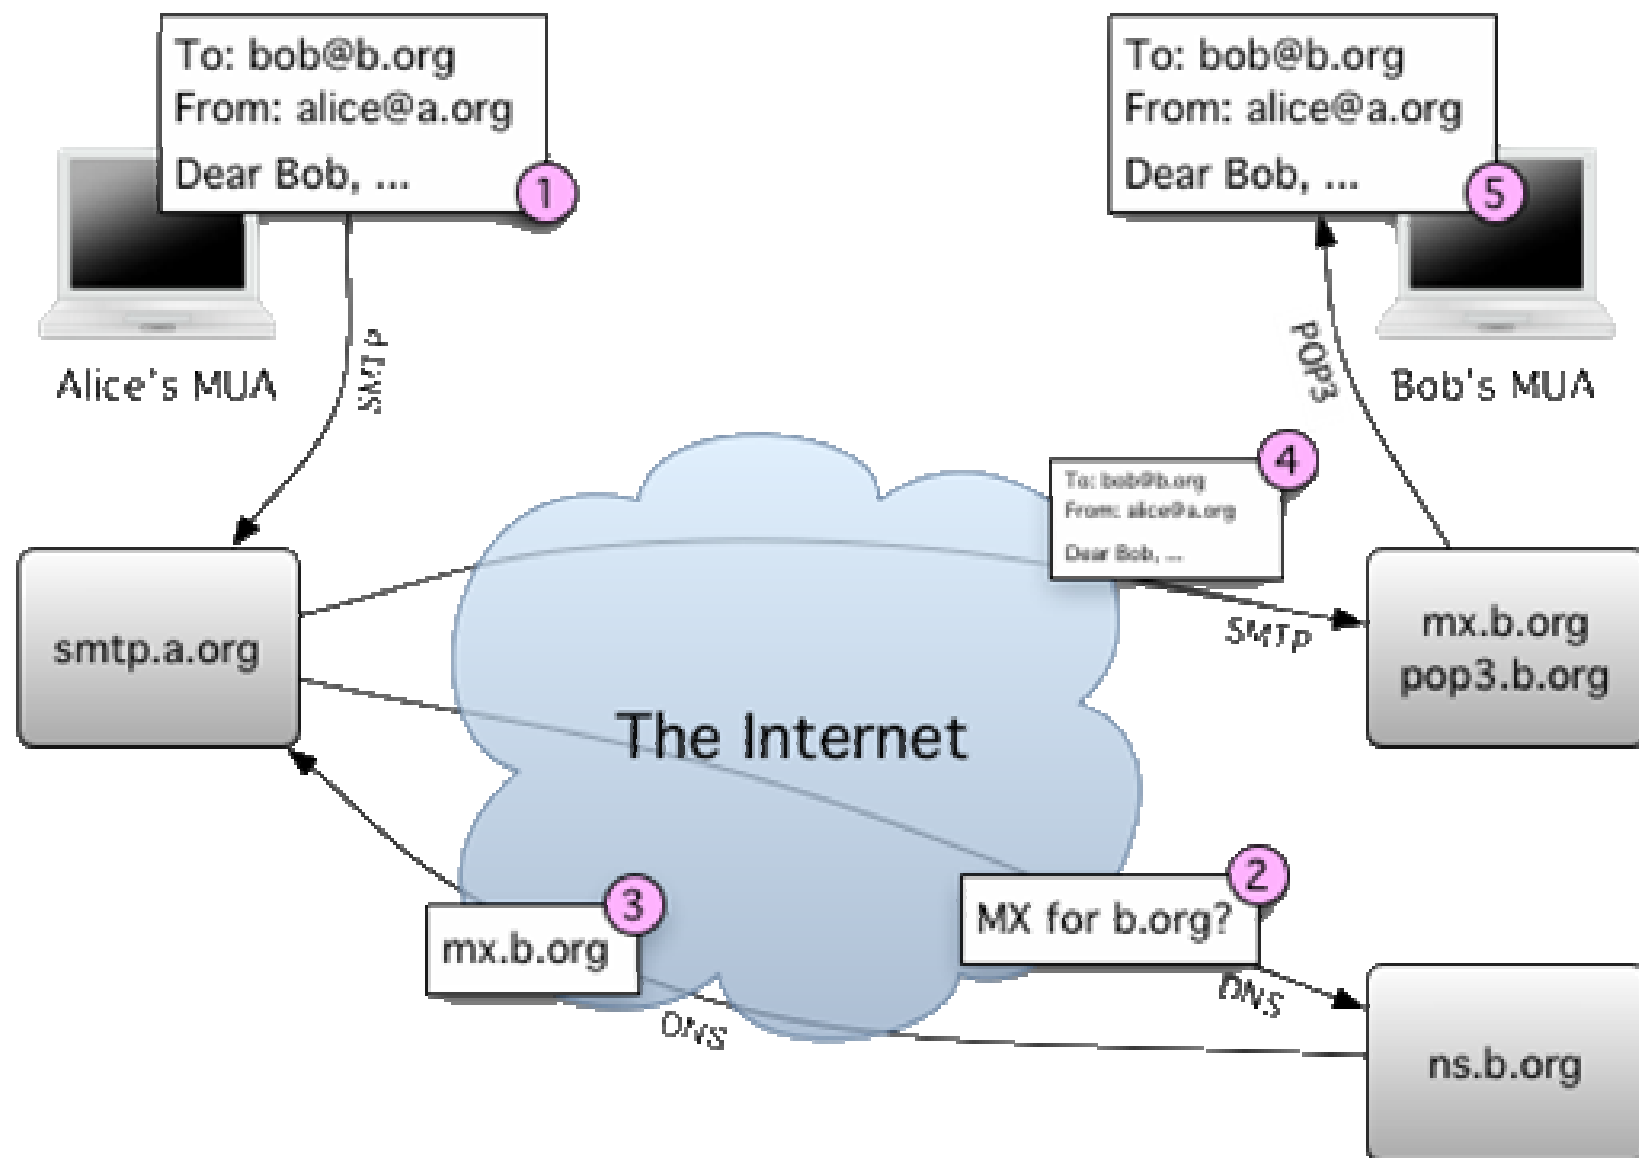 To: bob@b.org
From: alice@a.org
Dear Bob, ...
1
Alice's MUA
SMTP
To: bob@b.org
From: alice@a.org
Dear Bob, ...
5
Bob's MUA
POP3
4
To: bob@b.org
From: alice@a.org
Dear Bob, ...
SMTP
smtp.a.org
mx.b.org
pop3.b.org
The Internet
2
MX for b.org?
DNS
3
mx.b.org
DNS
ns.b.org